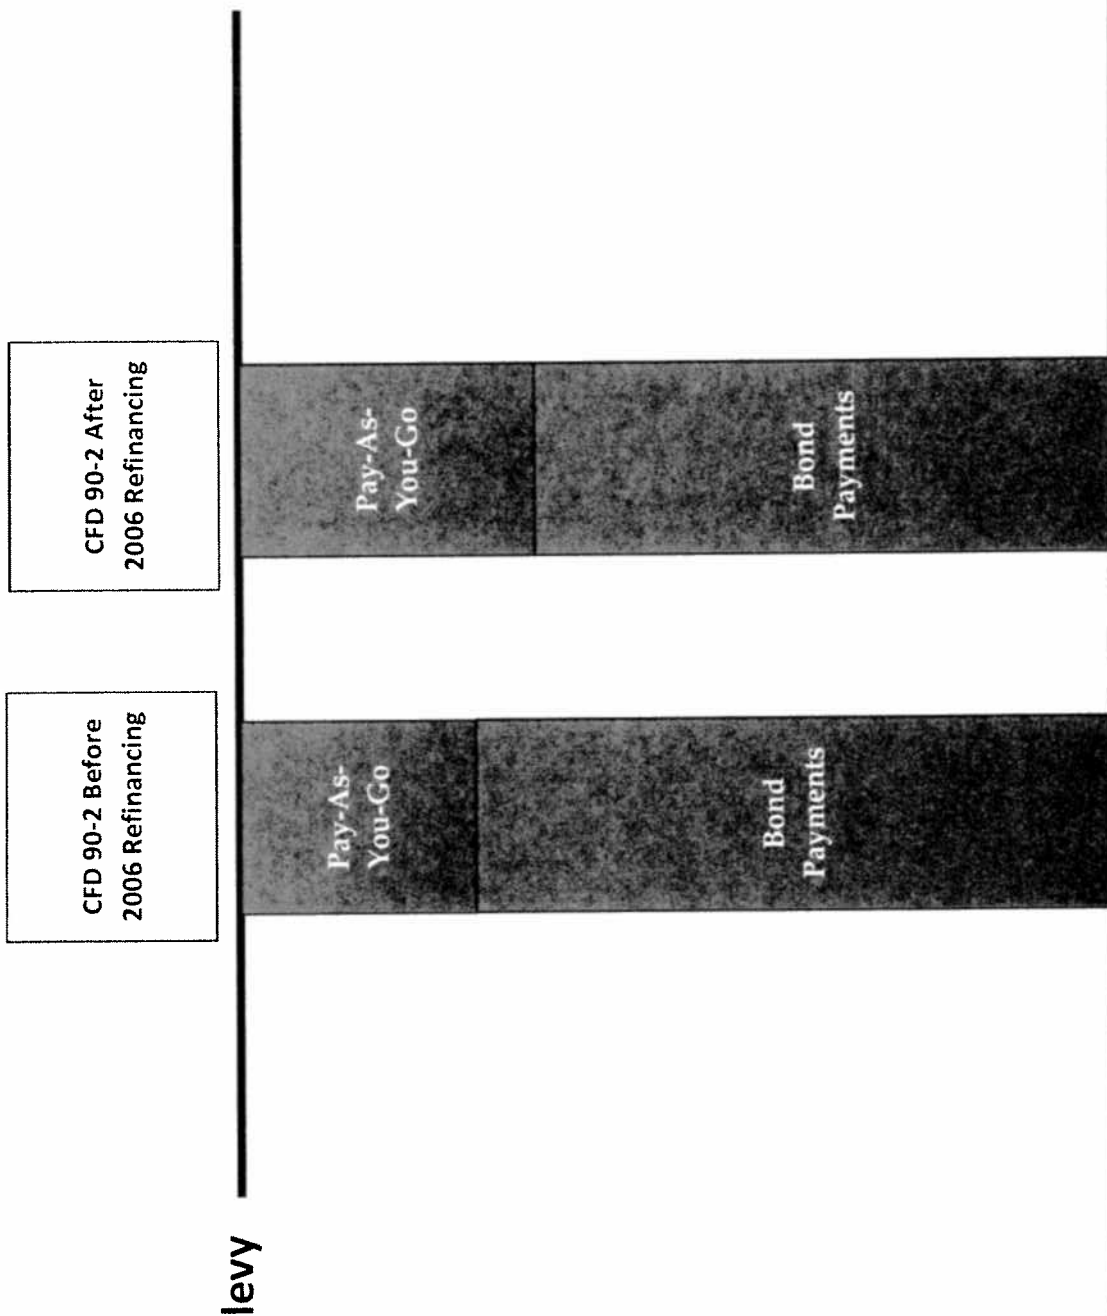 levy
CFD 90-2 Before
2006 Refinancing
Pay-As-
You-Go
Bond
Payments
CFD 90-2 After
2006 Refinancing
Pay-As-
You-Go
Bond
Payments